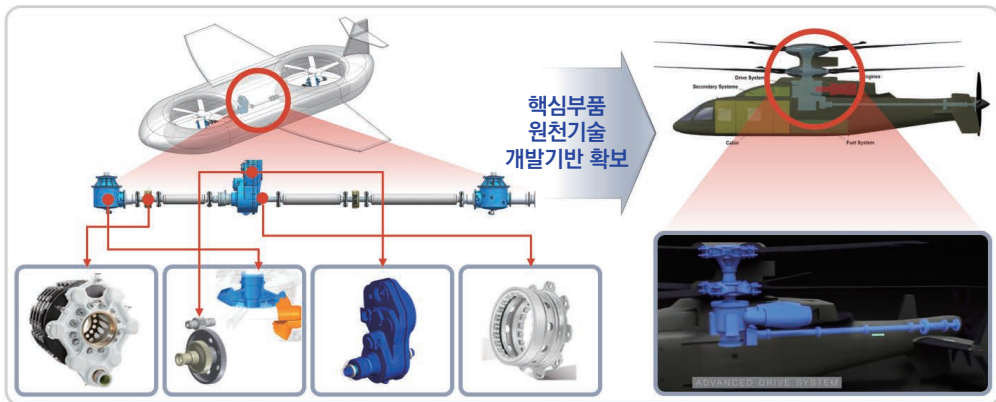 핵심부품
원천기술
개발기반 확보
Drive System
Engines
Secondary Systems
Cabin
Fuel System
ADVANCED DRIVE SYSTEM